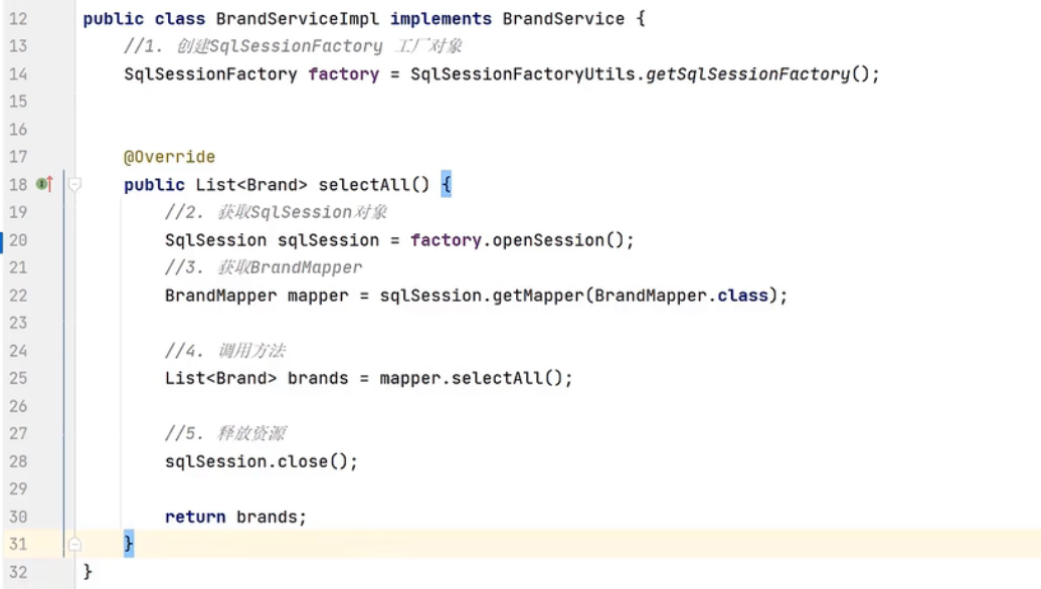 12 public class BrandServiceImpl implements BrandService {
13 //1. 创建SqlSessionFactory 工厂对象
14 SqlSessionFactory factory = SqlSessionFactoryUtils.getSqlSessionFactory();
15
16
17 @Override
18 public List<Brand> selectAll() {
19 //2. 获取SqlSession对象
20 SqlSession sqlSession = factory.openSession();
21 //3. 获取BrandMapper
22 BrandMapper mapper = sqlSession.getMapper(BrandMapper.class);
23
24 //4. 调用方法
25 List<Brand> brands = mapper.selectAll();
26
27 //5. 释放资源
28 sqlSession.close();
29
30 return brands;
31 }
32 }